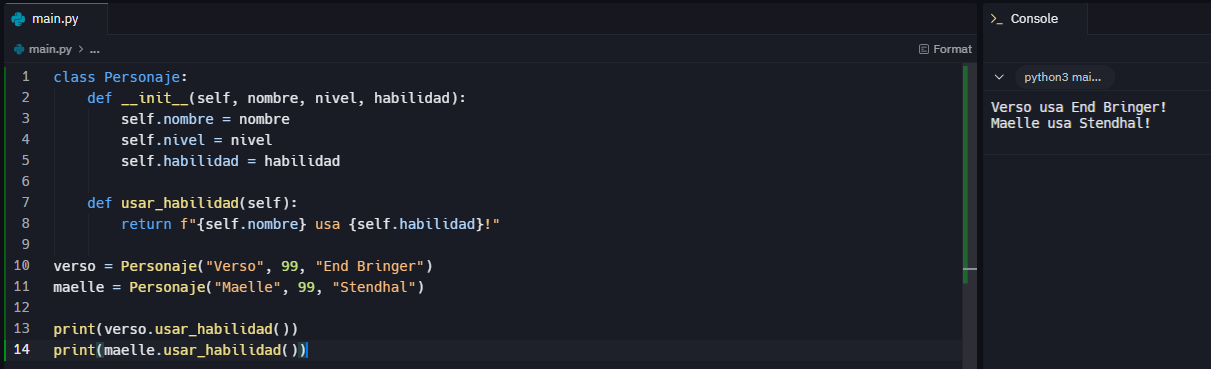 main.py
main.py > ...
Format
1 class Personaje:
2     def __init__(self, nombre, nivel, habilidad):
3         self.nombre = nombre
4         self.nivel = nivel
5         self.habilidad = habilidad
6
7     def usar_habilidad(self):
8         return f"{self.nombre} usa {self.habilidad}!"
9
10 verso = Personaje("Verso", 99, "End Bringer")
11 maelle = Personaje("Maelle", 99, "Stendhal")
12
13 print(verso.usar_habilidad())
14 print(maelle.usar_habilidad())
>_ Console
python3 mai...
Verso usa End Bringer!
Maelle usa Stendhal!